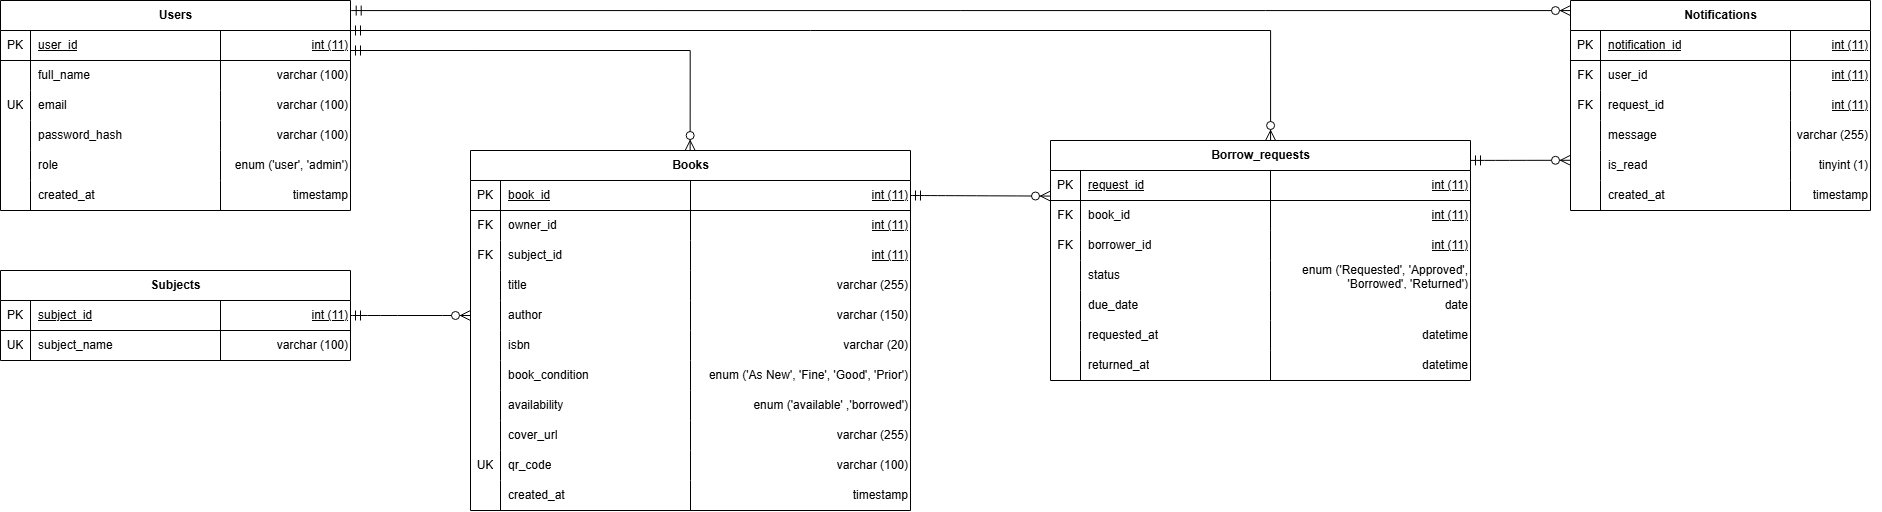 Users
PK user_id int (11)
full_name varchar (100)
UK email varchar (100)
password_hash varchar (100)
role enum ('user', 'admin')
created_at timestamp
Subjects
PK subject_id int (11)
UK subject_name varchar (100)
Books
PK book_id int (11)
FK owner_id int (11)
FK subject_id int (11)
title varchar (255)
author varchar (150)
isbn varchar (20)
book_condition enum ('As New', 'Fine', 'Good', 'Prior')
availability enum ('available' ,'borrowed')
cover_url varchar (255)
UK qr_code varchar (100)
created_at timestamp
Borrow_requests
PK request_id int (11)
FK book_id int (11)
FK borrower_id int (11)
status enum ('Requested', 'Approved',
'Borrowed', 'Returned')
due_date date
requested_at datetime
returned_at datetime
Notifications
PK notification_id int (11)
FK user_id int (11)
FK request_id int (11)
message varchar (255)
is_read tinyint (1)
created_at timestamp